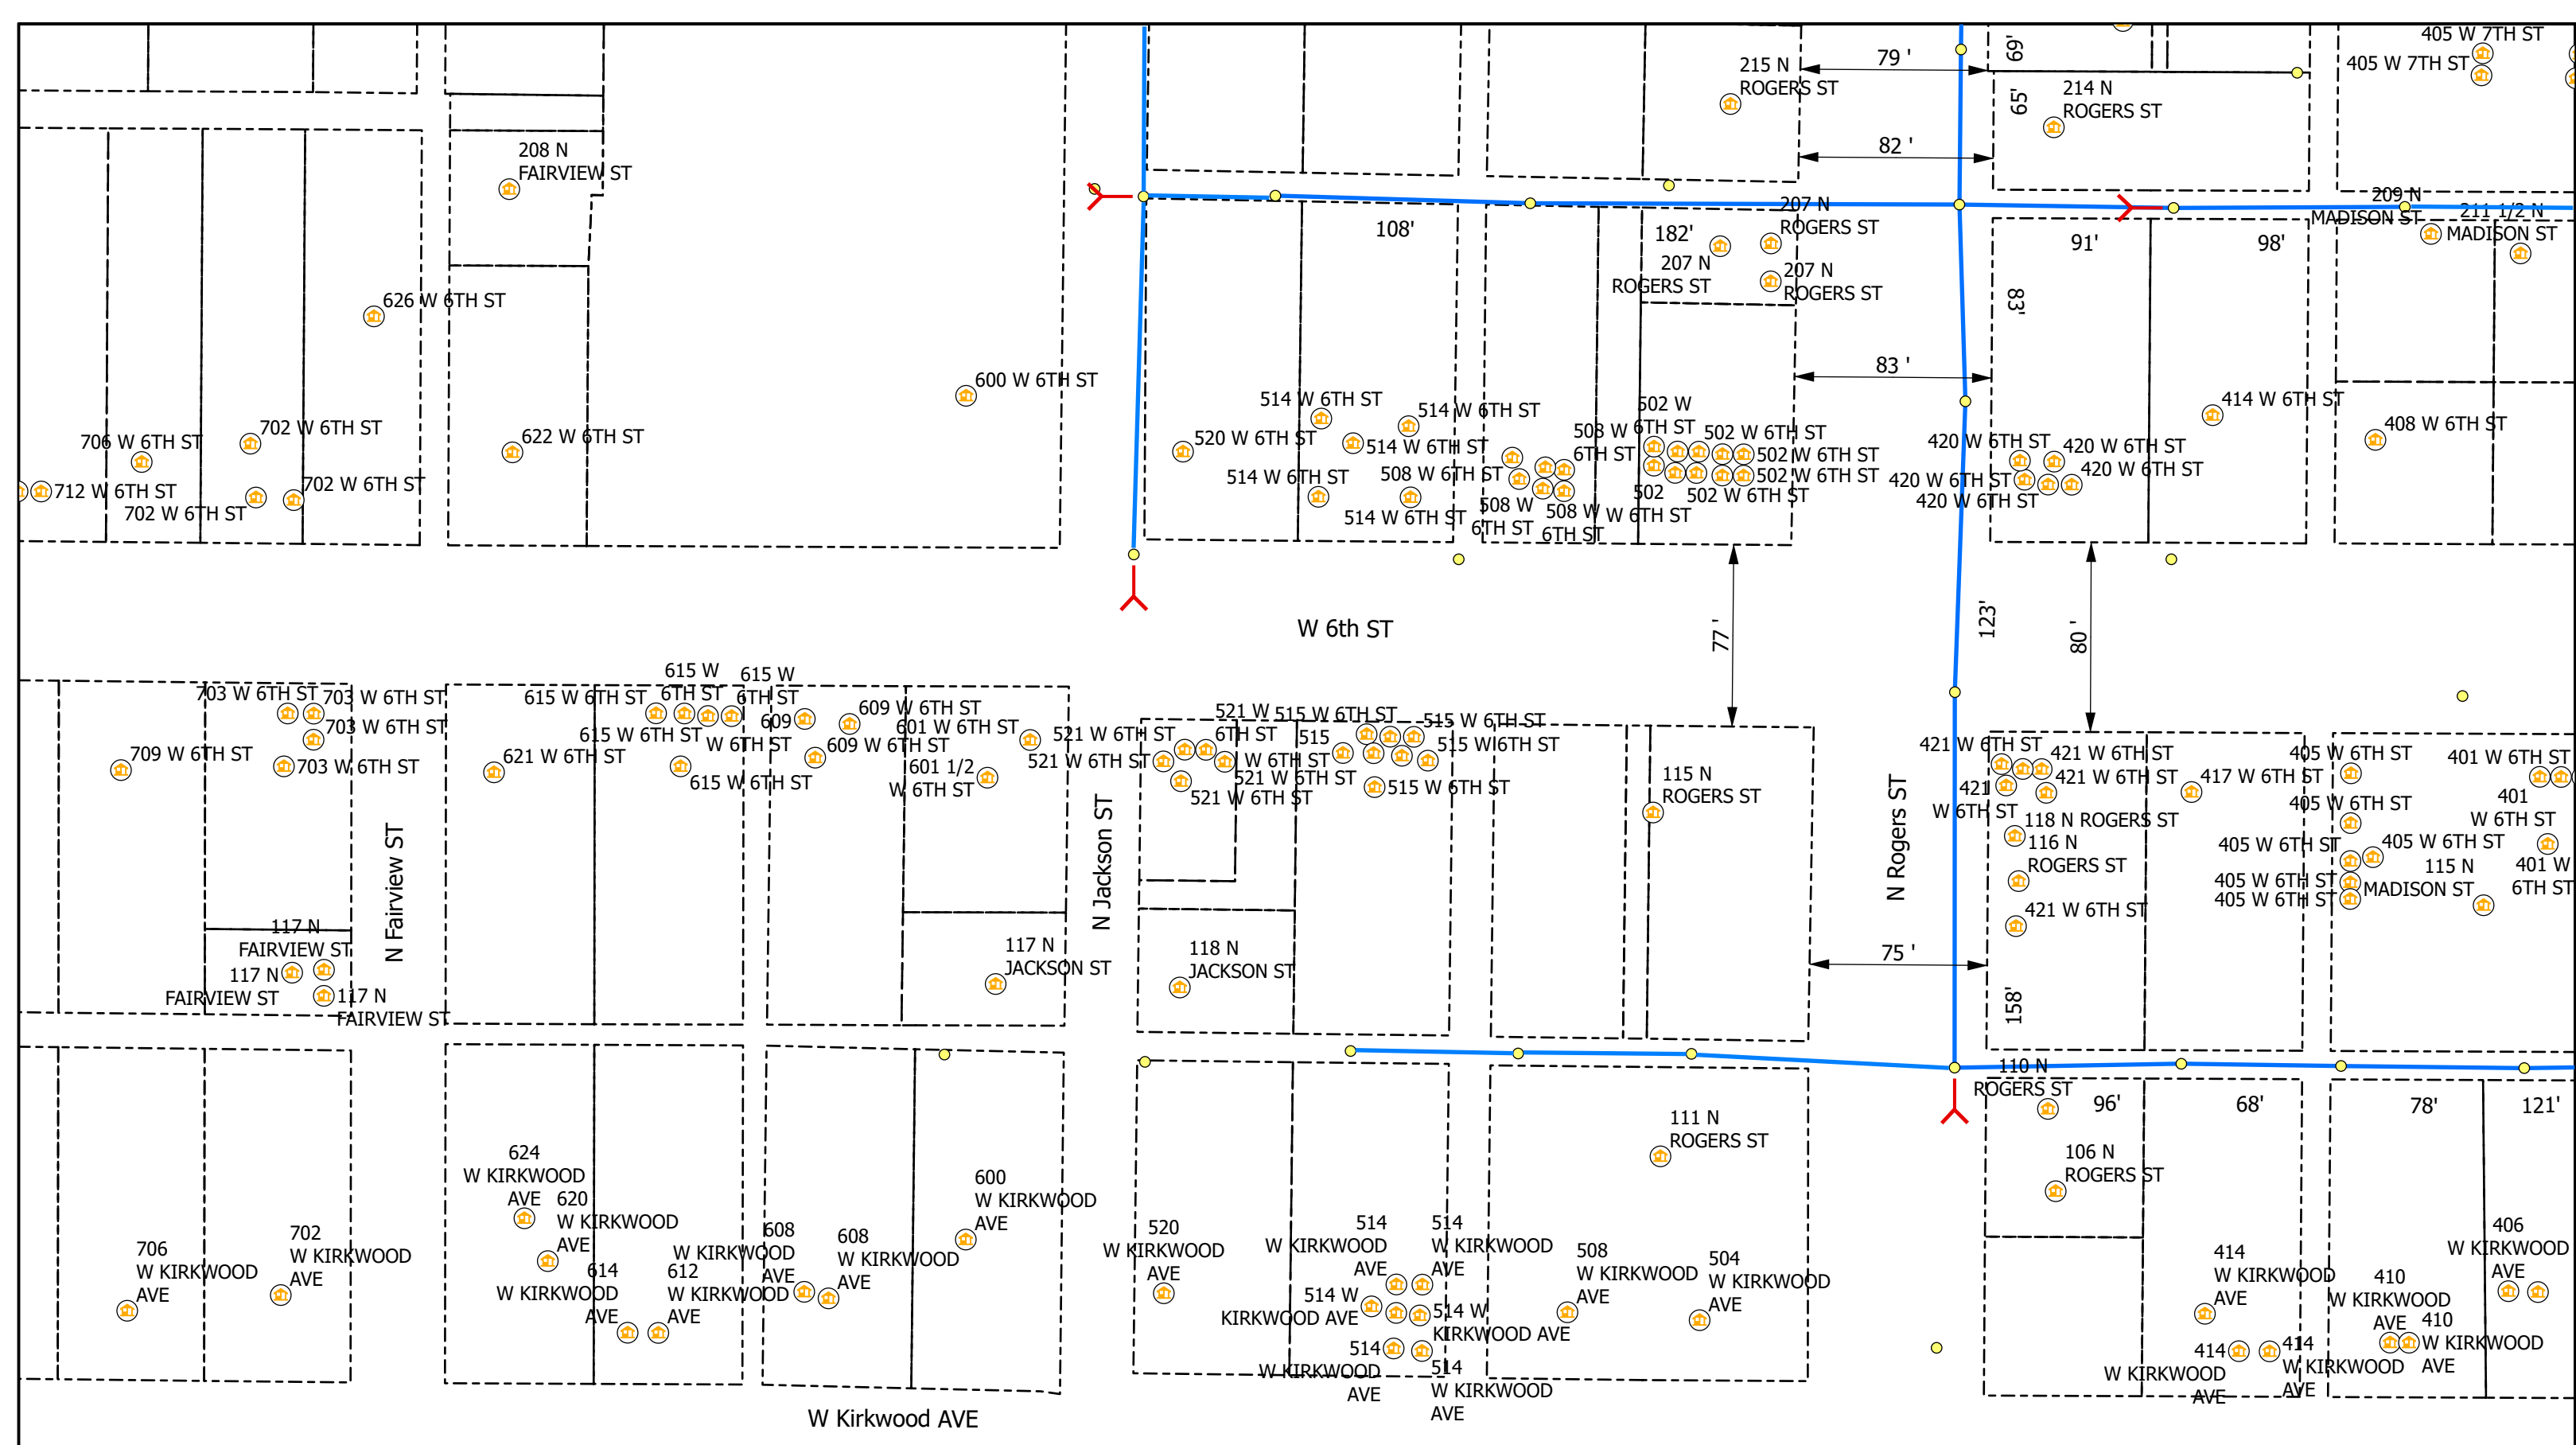 405 W 7TH ST
405 W 7TH ST
69'
79 '
215 N
ROGERS ST
65'
214 N
ROGERS ST
82 '
208 N
FAIRVIEW ST
207 N
ROGERS ST
209 N
MADISON ST
211 1/2 N
MADISON ST
108'
182'
91'
98'
207 N
ROGERS ST
207 N
ROGERS ST
626 W 6TH ST
83'
83 '
600 W 6TH ST
514 W 6TH ST
514 W 6TH ST
502 W
6TH ST
414 W 6TH ST
706 W 6TH ST
702 W 6TH ST
622 W 6TH ST
520 W 6TH ST
514 W 6TH ST
508 W
6TH ST
502 W 6TH ST
502 W 6TH ST
420 W 6TH ST
420 W 6TH ST
408 W 6TH ST
514 W 6TH ST
508 W 6TH ST
502 W 6TH ST
420 W 6TH ST
420 W 6TH ST
712 W 6TH ST
702 W 6TH ST
702 W 6TH ST
514 W 6TH ST
508 W
6TH ST
508 W
6TH ST
502
W 6TH ST
502 W 6TH ST
420 W 6TH ST
W 6th ST
77 '
123'
80 '
703 W 6TH ST
703 W 6TH ST
703 W 6TH ST
703 W 6TH ST
709 W 6TH ST
615 W 6TH ST
615 W
6TH ST
615 W
6TH ST
615 W 6TH ST
609
W 6TH ST
609 W 6TH ST
609 W 6TH ST
601 W 6TH ST
621 W 6TH ST
615 W 6TH ST
601 1/2
W 6TH ST
521 W 6TH ST
521 W
6TH ST
521 W 6TH ST
521 W 6TH ST
521 W 6TH ST
515 W 6TH ST
515 W 6TH ST
515
W 6TH ST
515 W 6TH ST
515 W 6TH ST
115 N
ROGERS ST
421 W 6TH ST
421 W 6TH ST
421 W 6TH ST
421
W 6TH ST
417 W 6TH ST
405 W 6TH ST
401 W 6TH ST
405 W 6TH ST
401
W 6TH ST
118 N ROGERS ST
116 N
ROGERS ST
405 W 6TH ST
405 W 6TH ST
405 W 6TH ST
405 W 6TH ST
115 N
MADISON ST
401 W
6TH ST
421 W 6TH ST
N Fairview ST
N Jackson ST
N Rogers ST
117 N
FAIRVIEW ST
117 N
FAIRVIEW ST
117 N
FAIRVIEW ST
117 N
JACKSON ST
118 N
JACKSON ST
75 '
158'
110 N
ROGERS ST
96'
68'
78'
121'
111 N
ROGERS ST
106 N
ROGERS ST
624
W KIRKWOOD
AVE
620
W KIRKWOOD
AVE
600
W KIRKWOOD
AVE
706
W KIRKWOOD
AVE
702
W KIRKWOOD
AVE
614
W KIRKWOOD
AVE
612
W KIRKWOOD
AVE
608
W KIRKWOOD
AVE
608
W KIRKWOOD
AVE
520
W KIRKWOOD
AVE
514
W KIRKWOOD
AVE
514
W KIRKWOOD
AVE
514 W
KIRKWOOD AVE
514 W
KIRKWOOD AVE
514
W KIRKWOOD
AVE
514
W KIRKWOOD
AVE
508
W KIRKWOOD
AVE
504
W KIRKWOOD
AVE
414
W KIRKWOOD
AVE
414
W KIRKWOOD
AVE
414
W KIRKWOOD
AVE
410
W KIRKWOOD
AVE
410
W KIRKWOOD
AVE
406
W KIRKWOOD
AVE
W Kirkwood AVE